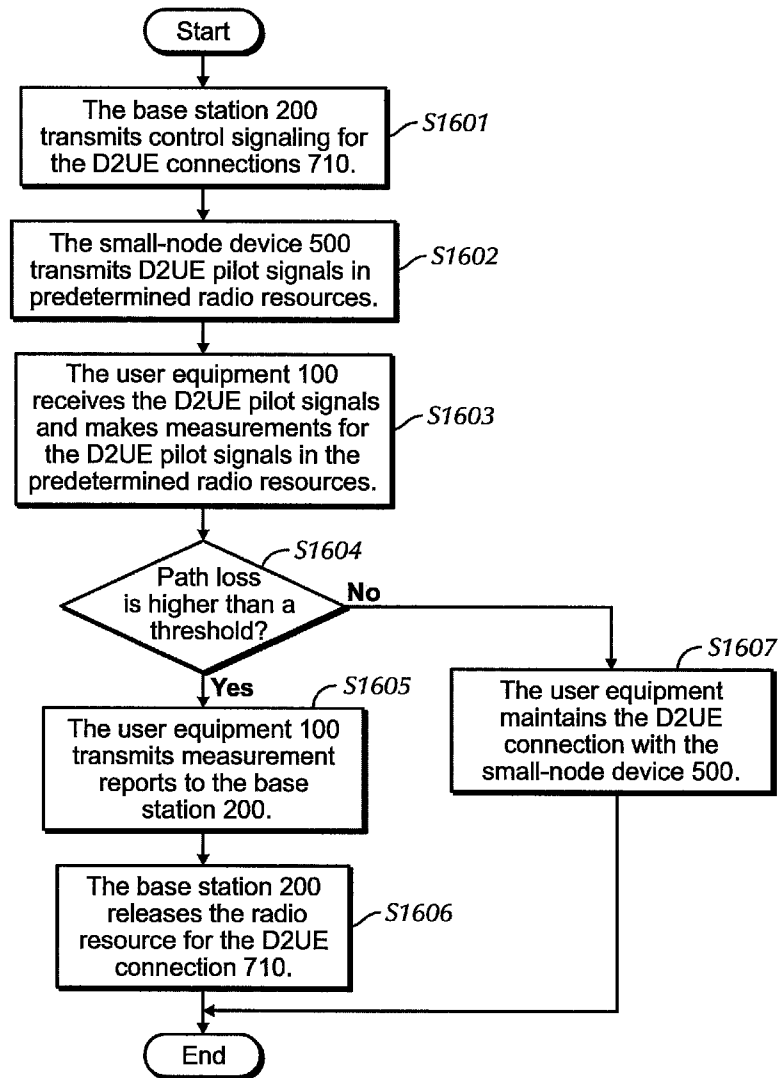 Start
The base station 200
transmits control signaling for
the D2UE connections 710.
S1601
The small-node device 500
transmits D2UE pilot signals in
predetermined radio resources.
S1602
The user equipment 100
receives the D2UE pilot signals
and makes measurements for
the D2UE pilot signals in the
predetermined radio resources.
S1603
S1604
Path loss
is higher than a
threshold?
No
Yes
S1605
The user equipment 100
transmits measurement
reports to the base
station 200.
S1607
The user equipment
maintains the D2UE
connection with the
small-node device 500.
The base station 200
releases the radio
resource for the D2UE
connection 710.
S1606
End